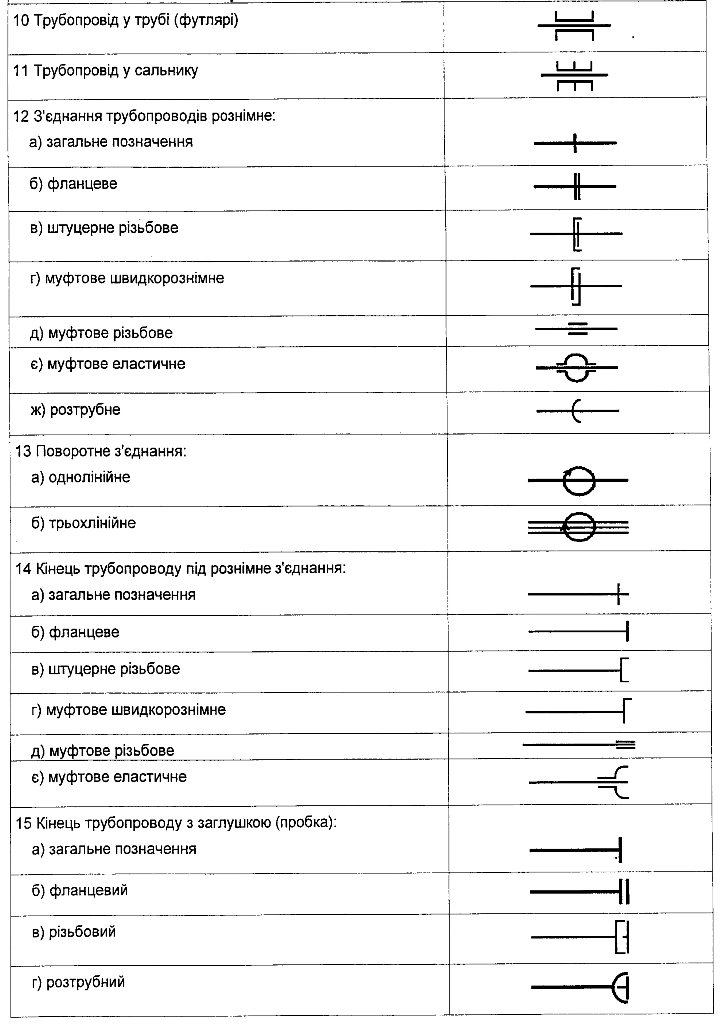 10 Трубопровід у трубі (футлярі)
11 Трубопровід у сальнику
12 З'єднання трубопроводів рознімне:
а) загальне позначення
б) фланцеве
в) штуцерне різьбове
г) муфтове швидкорознімне
д) муфтове різьбове
є) муфтове еластичне
ж) розтрубне
13 Поворотне з'єднання:
а) однолінійне
б) трьохлінійне
14 Кінець трубопроводу під рознімне з'єднання:
а) загальне позначення
б) фланцеве
в) штуцерне різьбове
г) муфтове швидкорознімне
д) муфтове різьбове
є) муфтове еластичне
15 Кінець трубопроводу з заглушкою (пробка):
а) загальне позначення
б) фланцевий
в) різьбовий
г) розтрубний